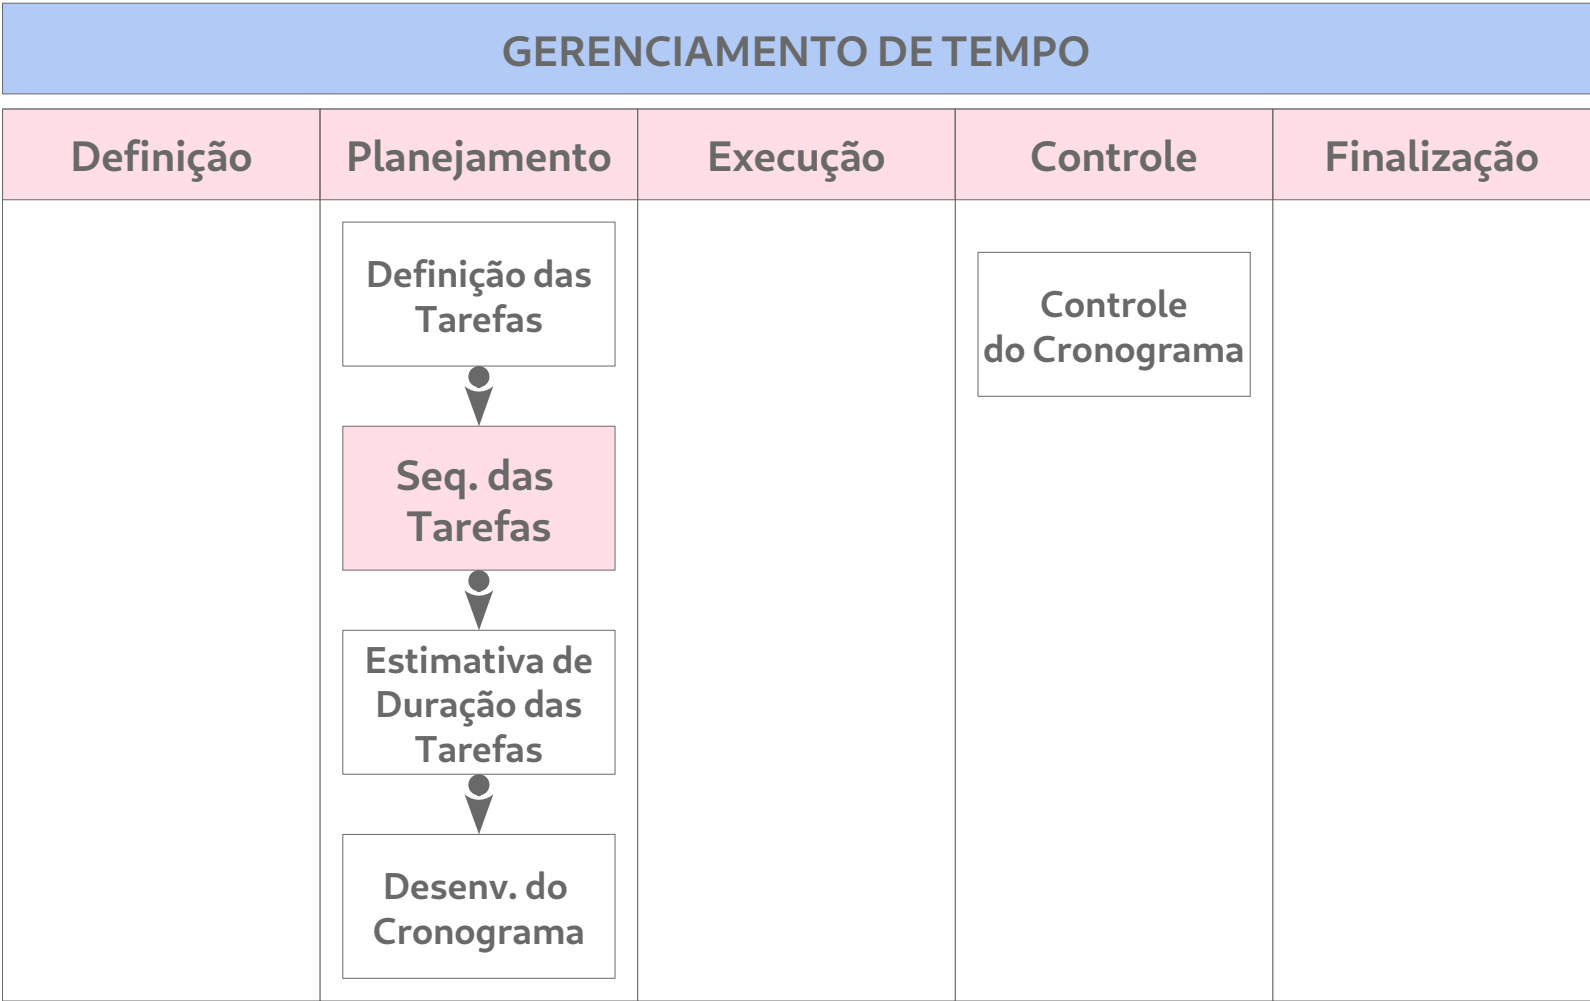 GERENCIAMENTO DE TEMPO
Definição
Planejamento
Execução
Controle
Finalização
Definição das
Tarefas
Seq. das
Tarefas
Estimativa de
Duração das
Tarefas
Desenv. do
Cronograma
Controle
do Cronograma